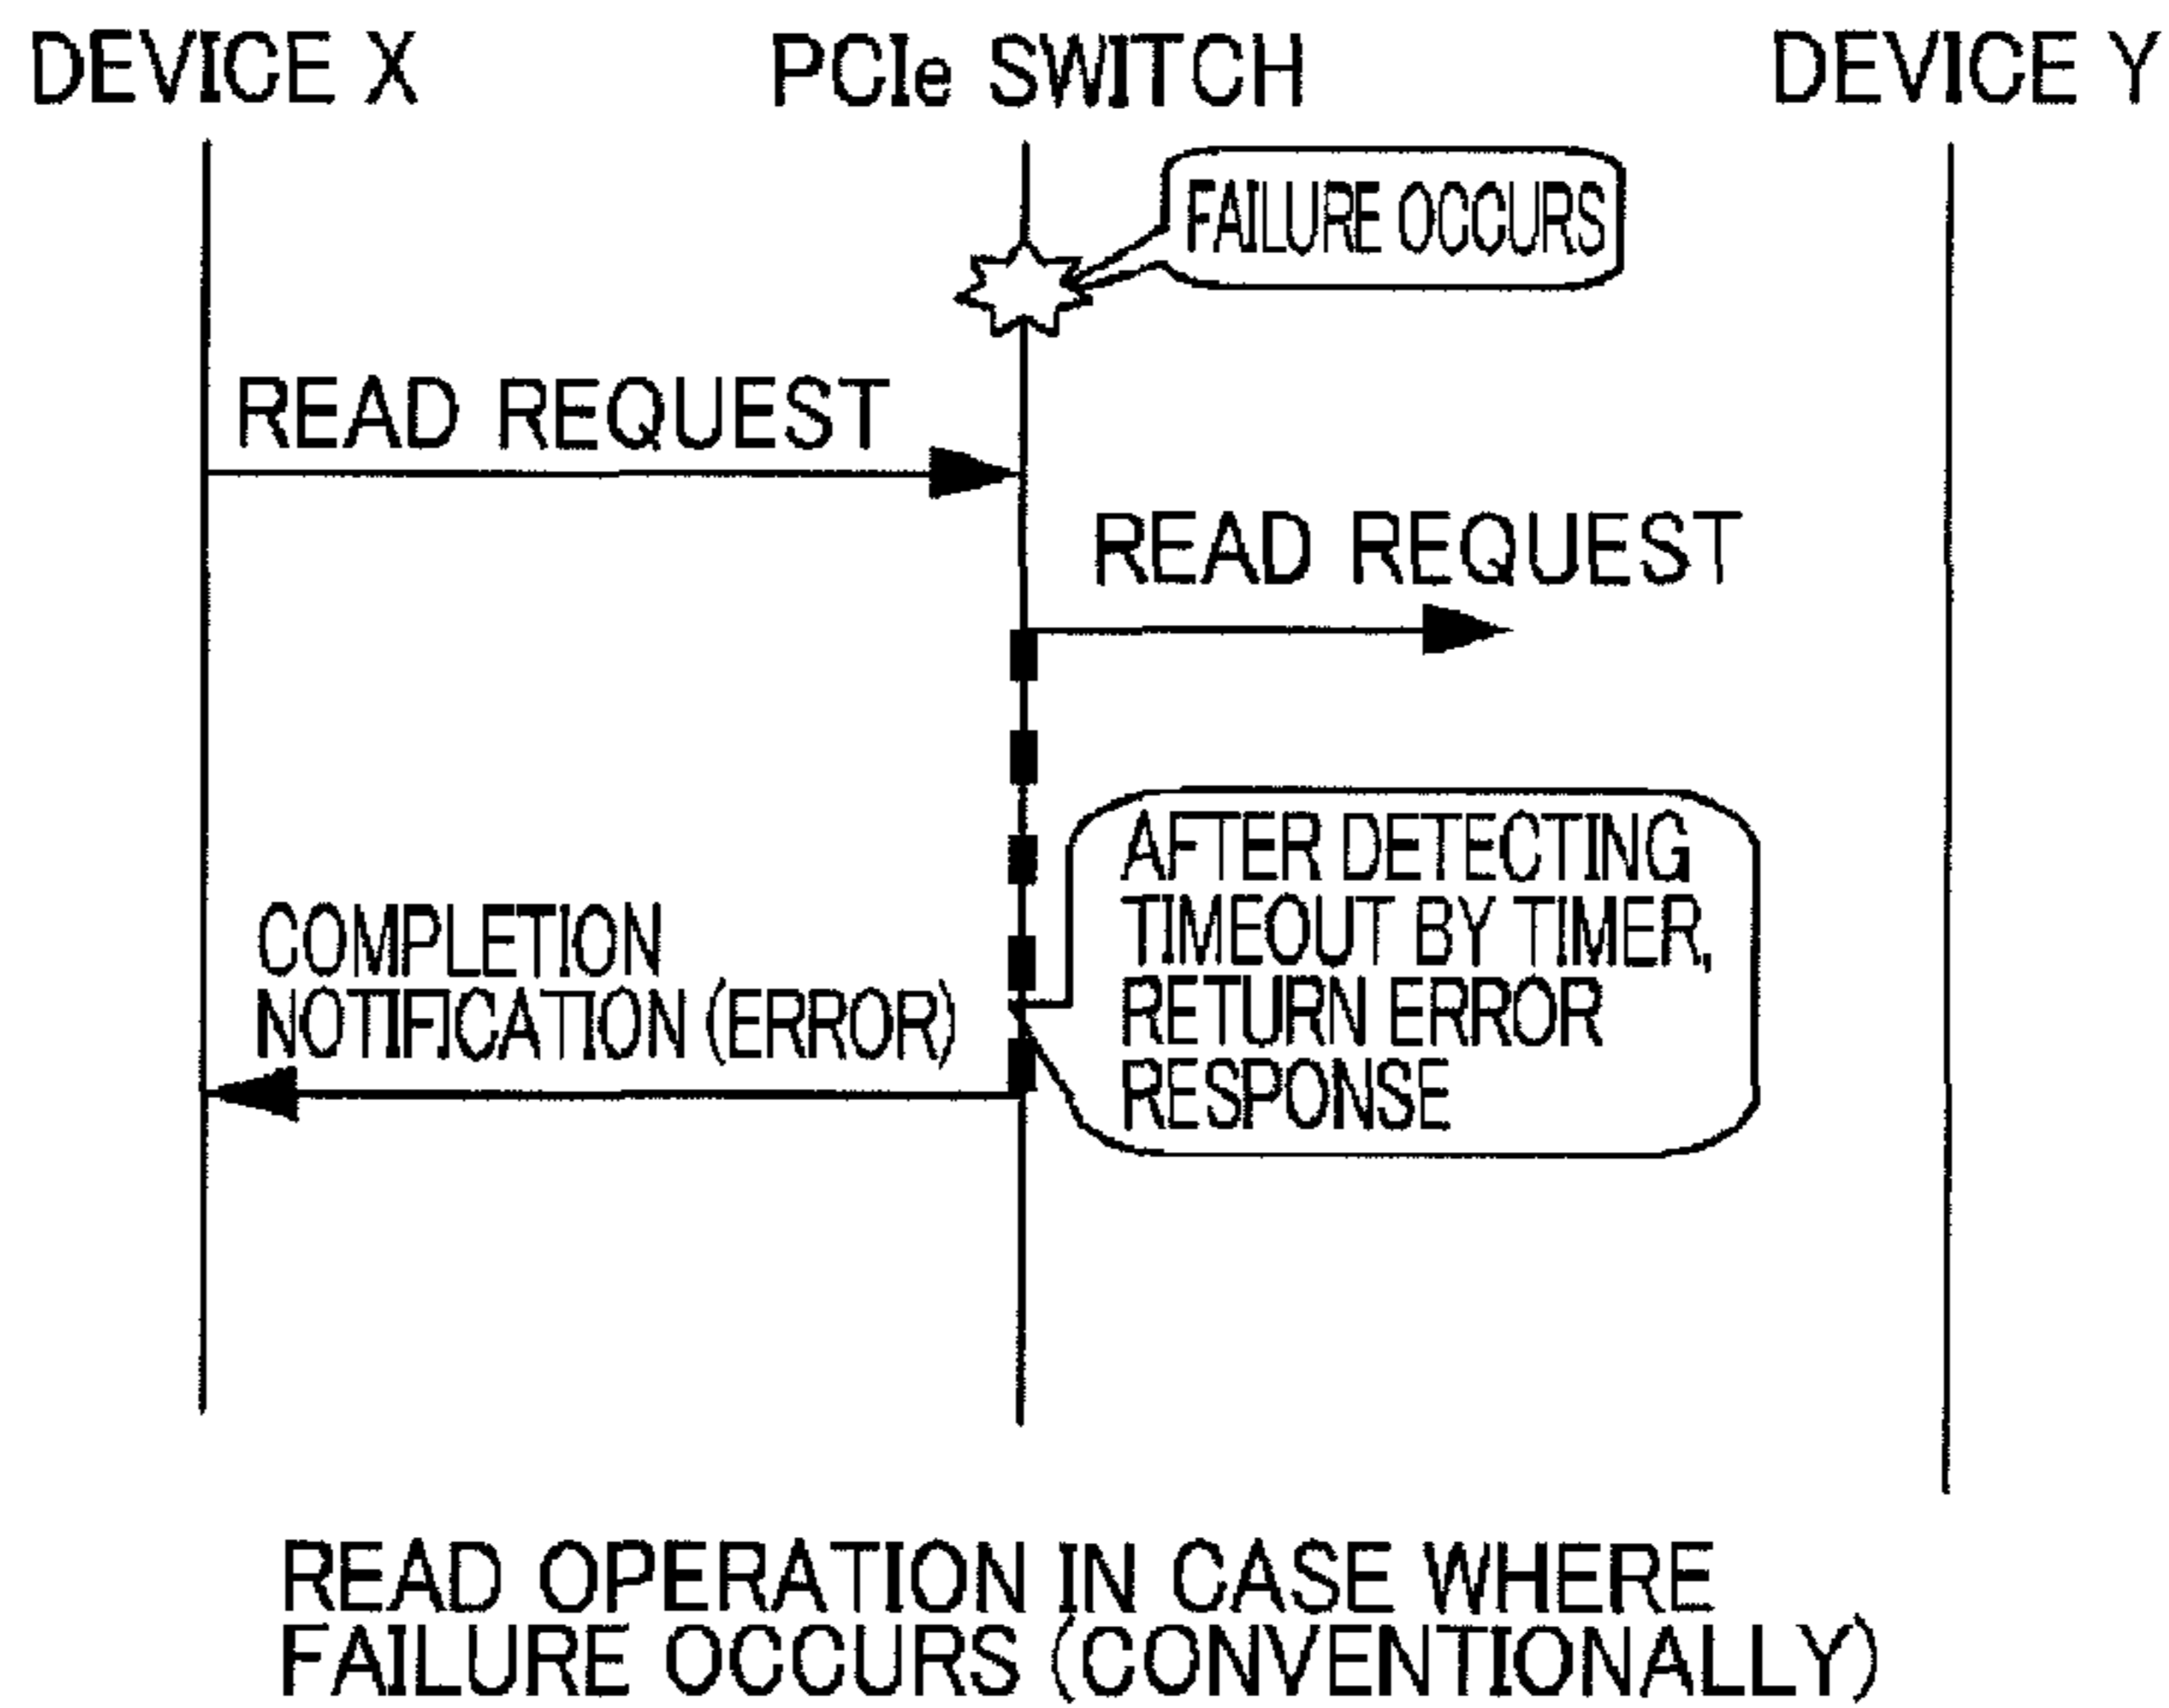 DEVICE X
PCIe SWITCH
DEVICE Y
FAILURE OCCURS
READ REQUEST
READ REQUEST
AFTER DETECTING
TIMEOUT BY TIMER,
RETURN ERROR
RESPONSE
COMPLETION
NOTIFICATION (ERROR)
READ OPERATION IN CASE WHERE
FAILURE OCCURS (CONVENTIONALLY)